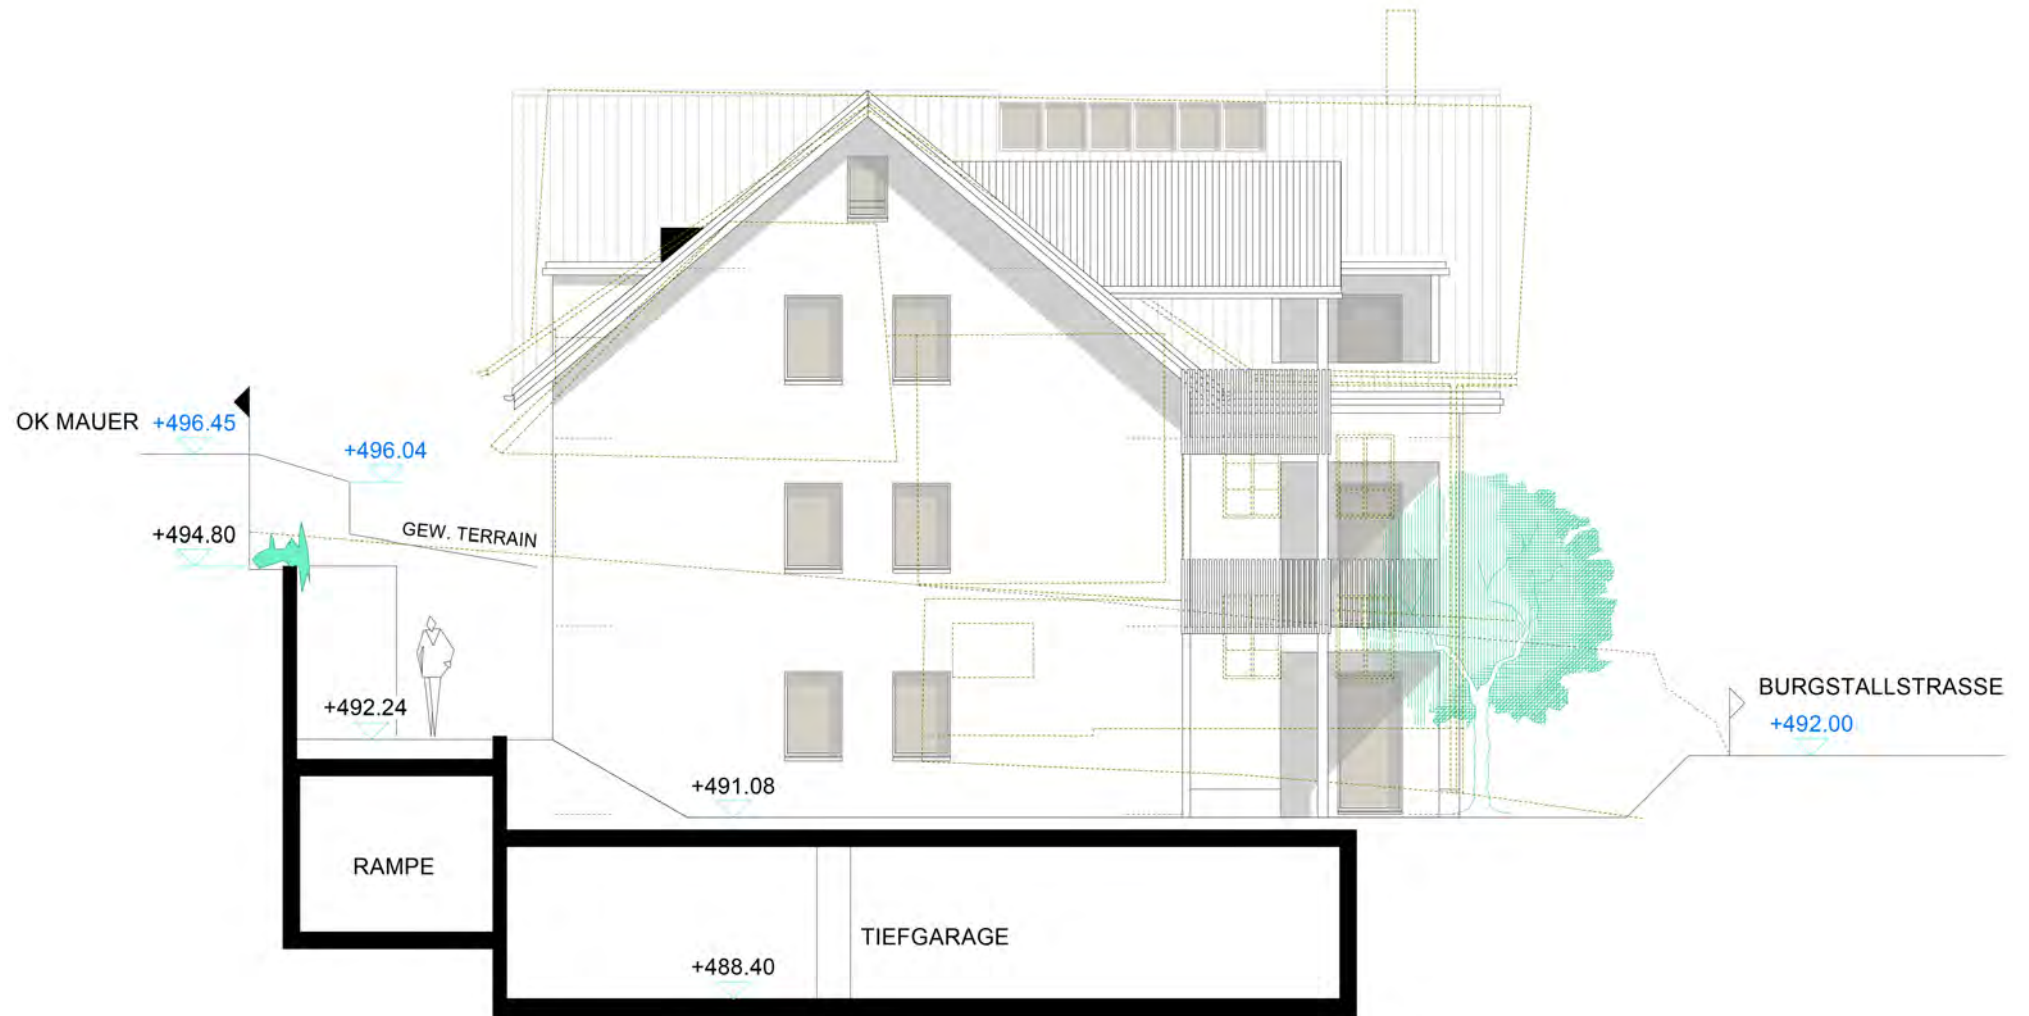 OK MAUER +496.45
+496.04
+494.80
GEW. TERRAIN
+492.24
BURGSTALLSTRASSE
+492.00
+491.08
RAMPE
TIEFGARAGE
+488.40